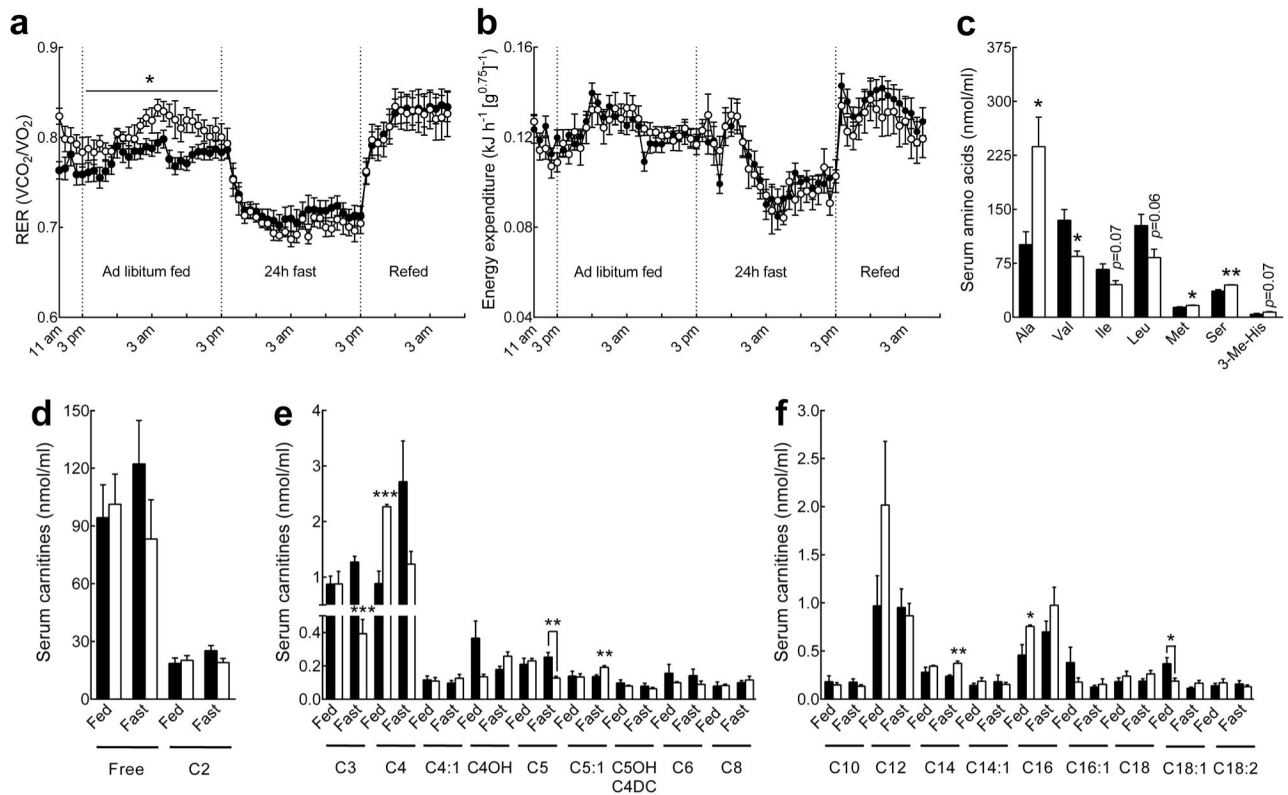 a
RER (VCO2/VO2)
0.9
0.8
0.7
0.6
*
Ad libitum fed
24h fast
Refed
11 am
3 pm
3 am
3 pm
3 am
3 pm
3 am
b
Energy expenditure (kJ h-1 [g0.75]-1)
0.16
0.12
0.08
0.04
Ad libitum fed
24h fast
Refed
11 am
3 pm
3 am
3 pm
3 am
3 pm
3 am
c
Serum amino acids (nmol/ml)
375
300
225
150
75
0
*
*
p=0.07
p=0.06
*
**
p=0.07
Ala
Val
Ile
Leu
Met
Ser
3-Me-His
d
Serum carnitines (nmol/ml)
150
120
90
60
30
0
Fed
Fast
Fed
Fast
Free
C2
e
Serum carnitines (nmol/ml)
4
3
2
1
0.4
0.2
0.0
***
***
**
**
Fed
Fast
Fed
Fast
Fed
Fast
Fed
Fast
Fed
Fast
Fed
Fast
Fed
Fast
Fed
Fast
Fed
Fast
C3
C4
C4:1
C4OH
C5
C5:1
C5OH
C4DC
C6
C8
f
Serum carnitines (nmol/ml)
3.0
2.5
2.0
1.5
1.0
0.5
0.0
**
*
*
Fed
Fast
Fed
Fast
Fed
Fast
Fed
Fast
Fed
Fast
Fed
Fast
Fed
Fast
Fed
Fast
Fed
Fast
C10
C12
C14
C14:1
C16
C16:1
C18
C18:1
C18:2